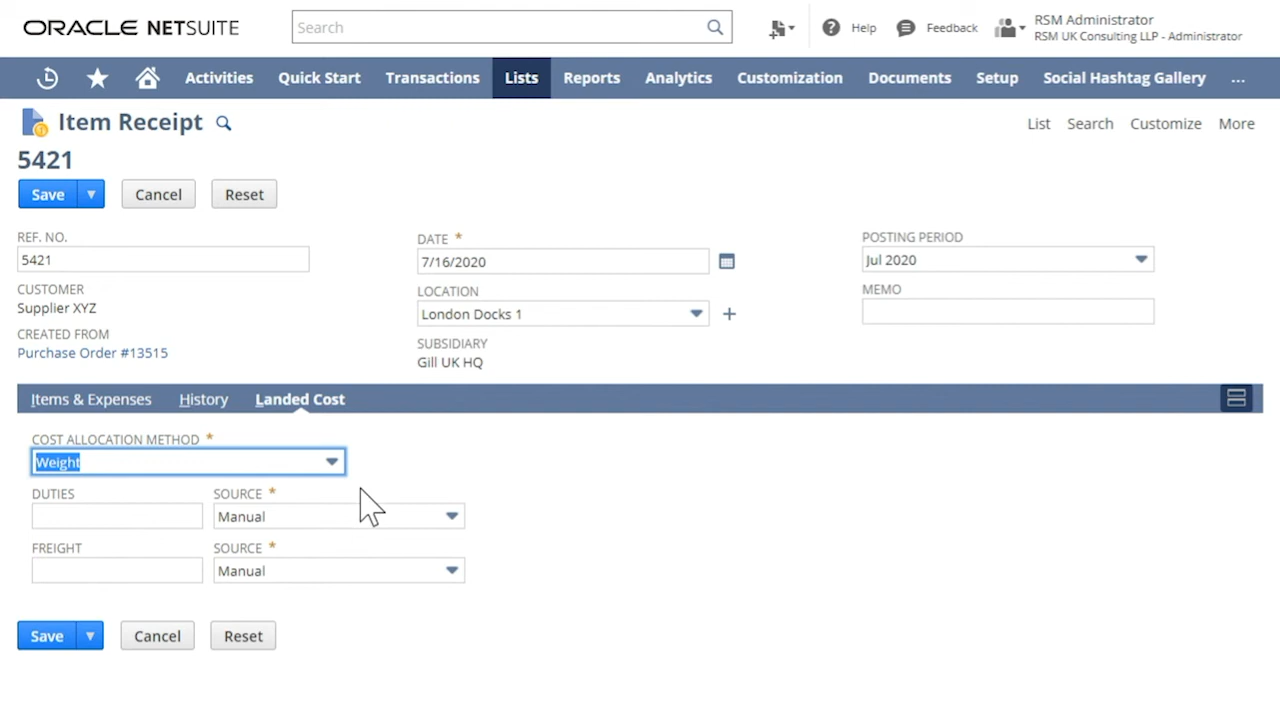 ORACLE NETSUITE
Search
Help
Feedback
RSM Administrator
RSM UK Consulting LLP - Administrator
Activities
Quick Start
Transactions
Lists
Reports
Analytics
Customization
Documents
Setup
Social Hashtag Gallery
...
Item Receipt
List
Search
Customize
More
5421
Save
Cancel
Reset
REF. NO.
5421
CUSTOMER
Supplier XYZ
CREATED FROM
Purchase Order #13515
DATE *
7/16/2020
LOCATION
London Docks 1
SUBSIDIARY
Gill UK HQ
POSTING PERIOD
Jul 2020
MEMO
Items & Expenses
History
Landed Cost
COST ALLOCATION METHOD *
Weight
DUTIES
SOURCE *
Manual
FREIGHT
SOURCE *
Manual
Save
Cancel
Reset